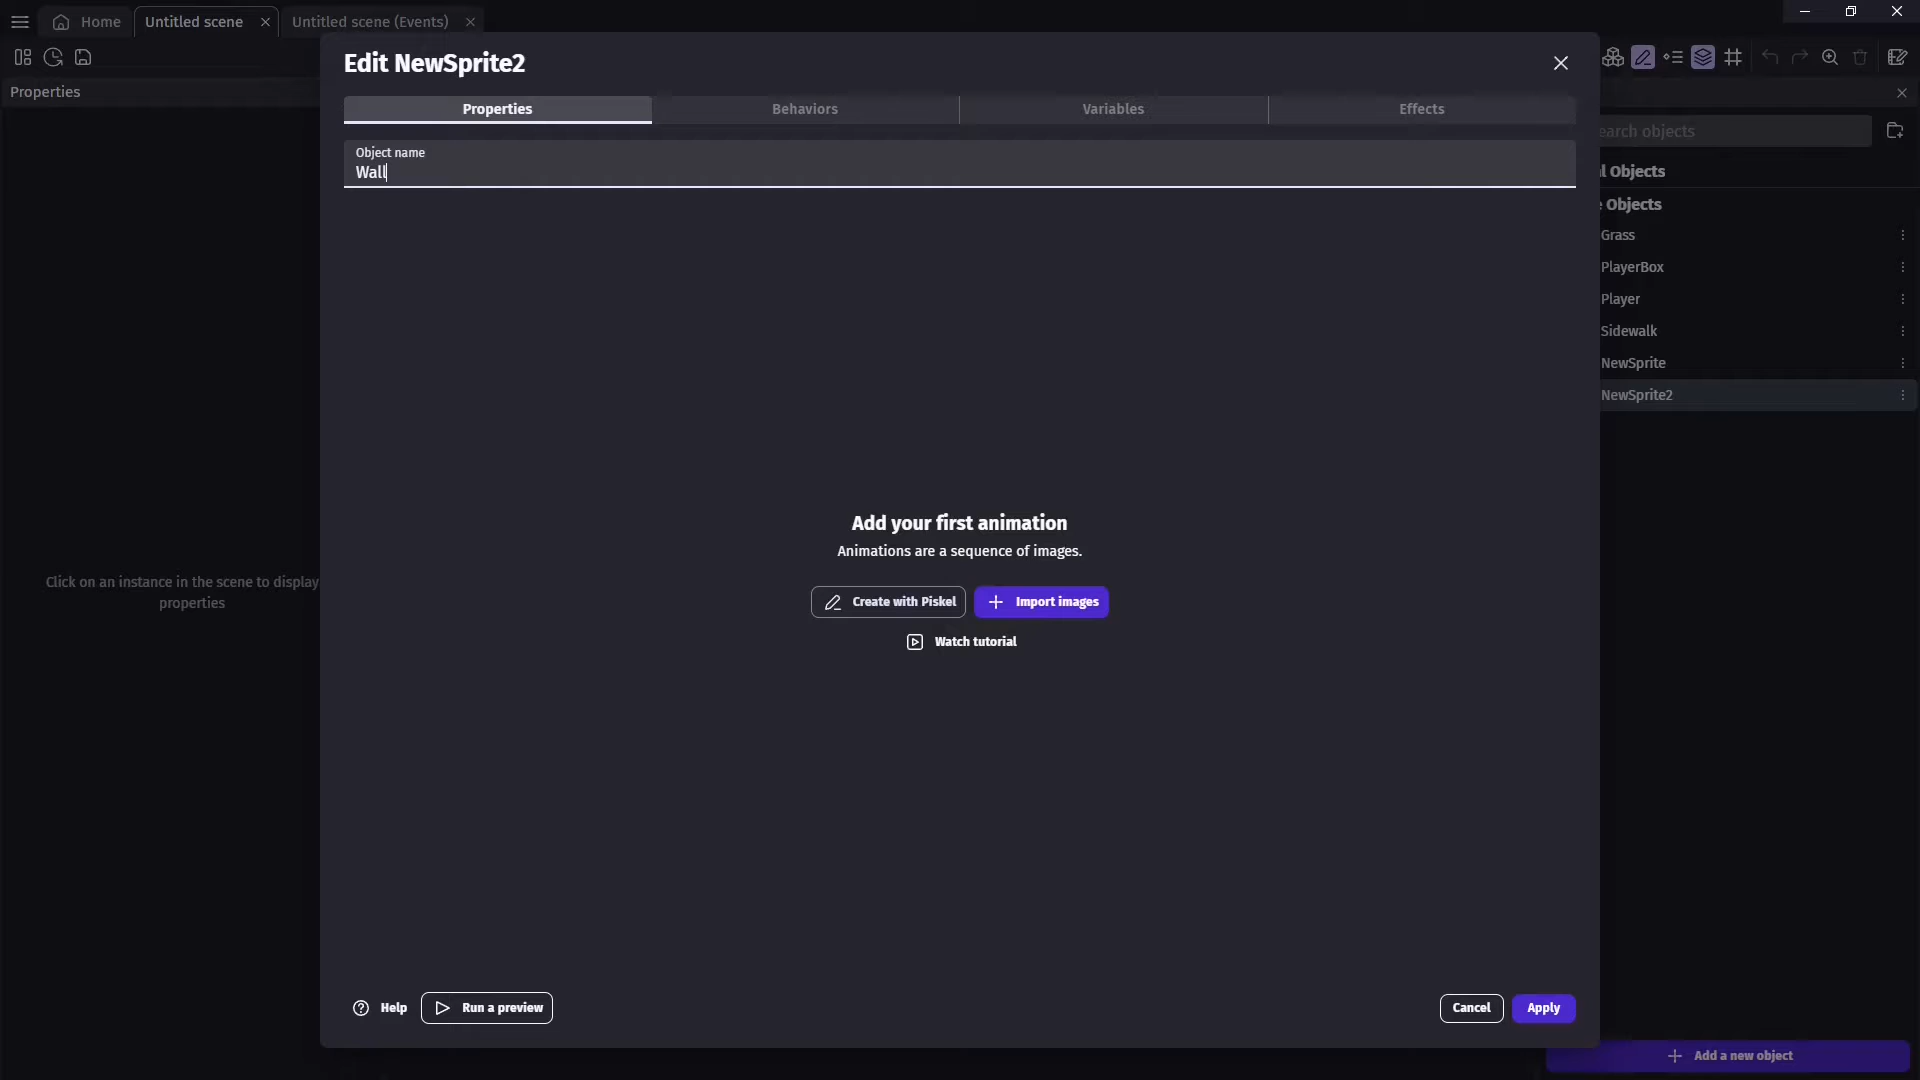 Home
Untitled scene
Untitled scene (Events)
Properties
Edit NewSprite2
Properties
Behaviors
Variables
Effects
Object name
Wall
Click on an instance in the scene to display
properties
Add your first animation
Animations are a sequence of images.
Create with Piskel
Import images
Watch tutorial
Help
Run a preview
Cancel
Apply
earch objects
l Objects
e Objects
Grass
PlayerBox
Player
Sidewalk
NewSprite
NewSprite2
Add a new object